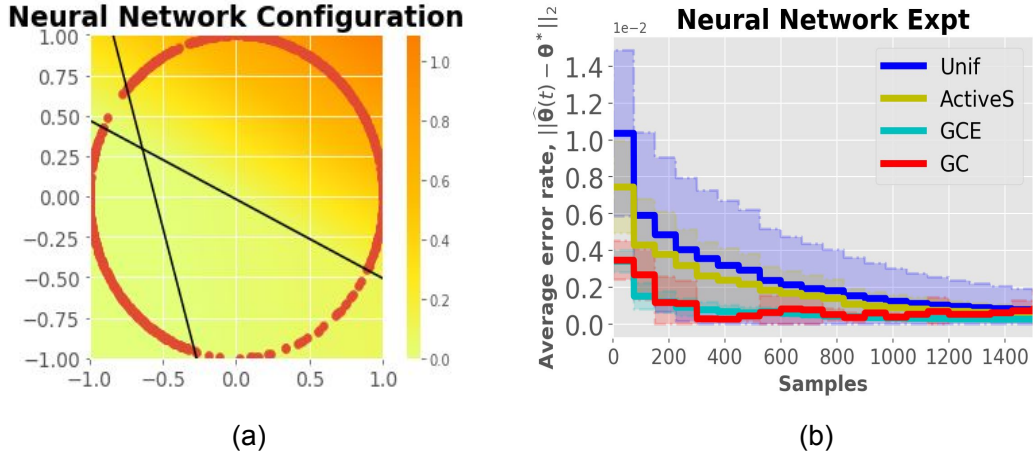 Neural Network Configuration
1.00
0.75
0.50
0.25
0.00
−0.25
−0.50
−0.75
−1.00
−1.0 −0.5 0.0 0.5 1.0
1.0
0.8
0.6
0.4
0.2
0.0
(a)
Neural Network Expt
1e−2
Average error rate, ||θ̂(t) − θ*||₂
1.4
1.2
1.0
0.8
0.6
0.4
0.2
0.0
0 200 400 600 800 1000 1200 1400
Samples
Unif
ActiveS
GCE
GC
(b)